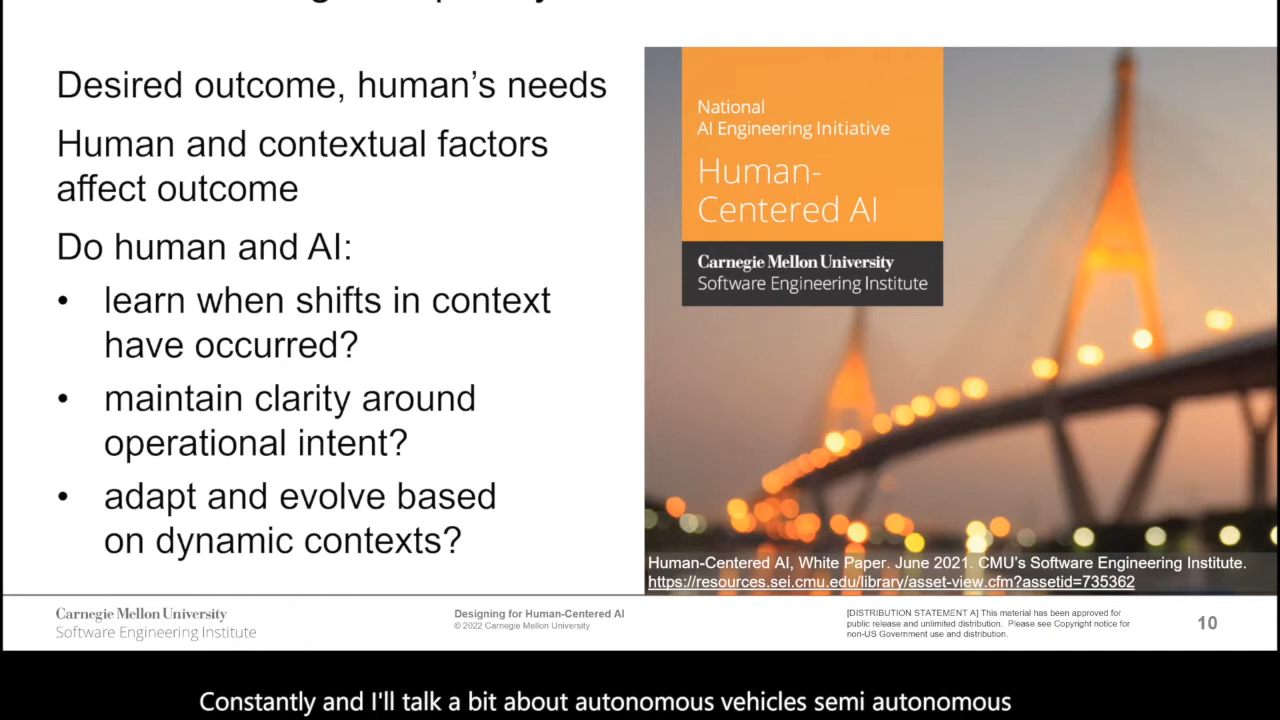 Desired outcome, human's needs
Human and contextual factors
affect outcome
Do human and AI:
• learn when shifts in context
have occurred?
• maintain clarity around
operational intent?
• adapt and evolve based
on dynamic contexts?
National
AI Engineering Initiative
Human-
Centered AI
Carnegie Mellon University
Software Engineering Institute
Human-Centered AI, White Paper. June 2021. CMU's Software Engineering Institute.
https://resources.sei.cmu.edu/library/asset-view.cfm?assetid=735362
Carnegie Mellon University
Software Engineering Institute
Designing for Human-Centered AI
© 2022 Carnegie Mellon University
[DISTRIBUTION STATEMENT A] This material has been approved for
public release and unlimited distribution. Please see Copyright notice for
non-US Government use and distribution.
10
Constantly and I'll talk a bit about autonomous vehicles semi autonomous